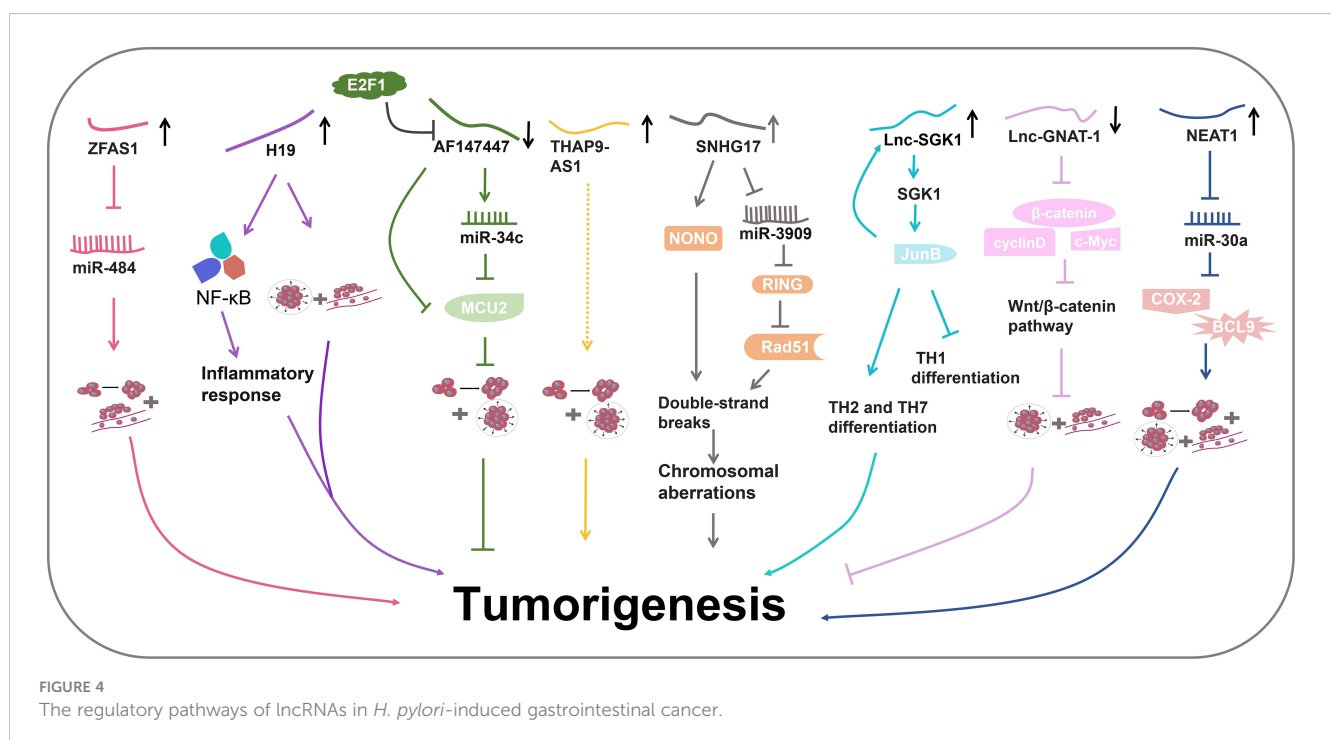 E2F1
ZFAS1
H19
AF147447
THAP9-
AS1
SNHG17
Lnc-SGK1
Lnc-GNAT-1
NEAT1
miR-484
NF-κB
Inflammatory
response
miR-34c
MCU2
NONO
miR-3909
RING
Rad51
Double-strand
breaks
Chromosomal
aberrations
SGK1
JunB
TH1
differentiation
TH2 and TH7
differentiation
β-catenin
cyclinD
c-Myc
Wnt/β-catenin
pathway
miR-30a
COX-2
BCL9
Tumorigenesis
FIGURE 4
The regulatory pathways of lncRNAs in H. pylori-induced gastrointestinal cancer.